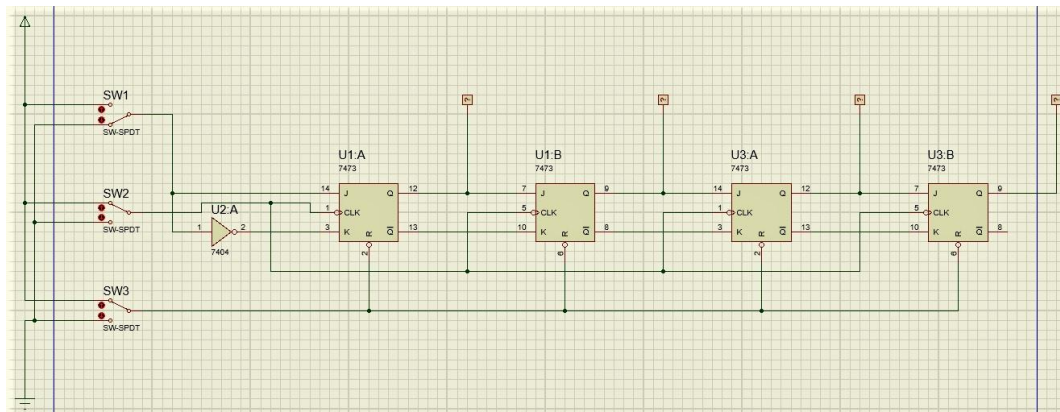 SW1
SW-SPDT
SW2
SW-SPDT
SW3
SW-SPDT
U2:A
1
2
7404
U1:A
7473
14
J
Q
12
1
CLK
3
K
R
Q
13
2
U1:B
7473
7
J
Q
9
5
CLK
10
K
R
Q
8
6
U3:A
7473
14
J
Q
12
1
CLK
3
K
R
Q
13
2
U3:B
7473
7
J
Q
9
5
CLK
10
K
R
Q
8
6
?
?
?
?